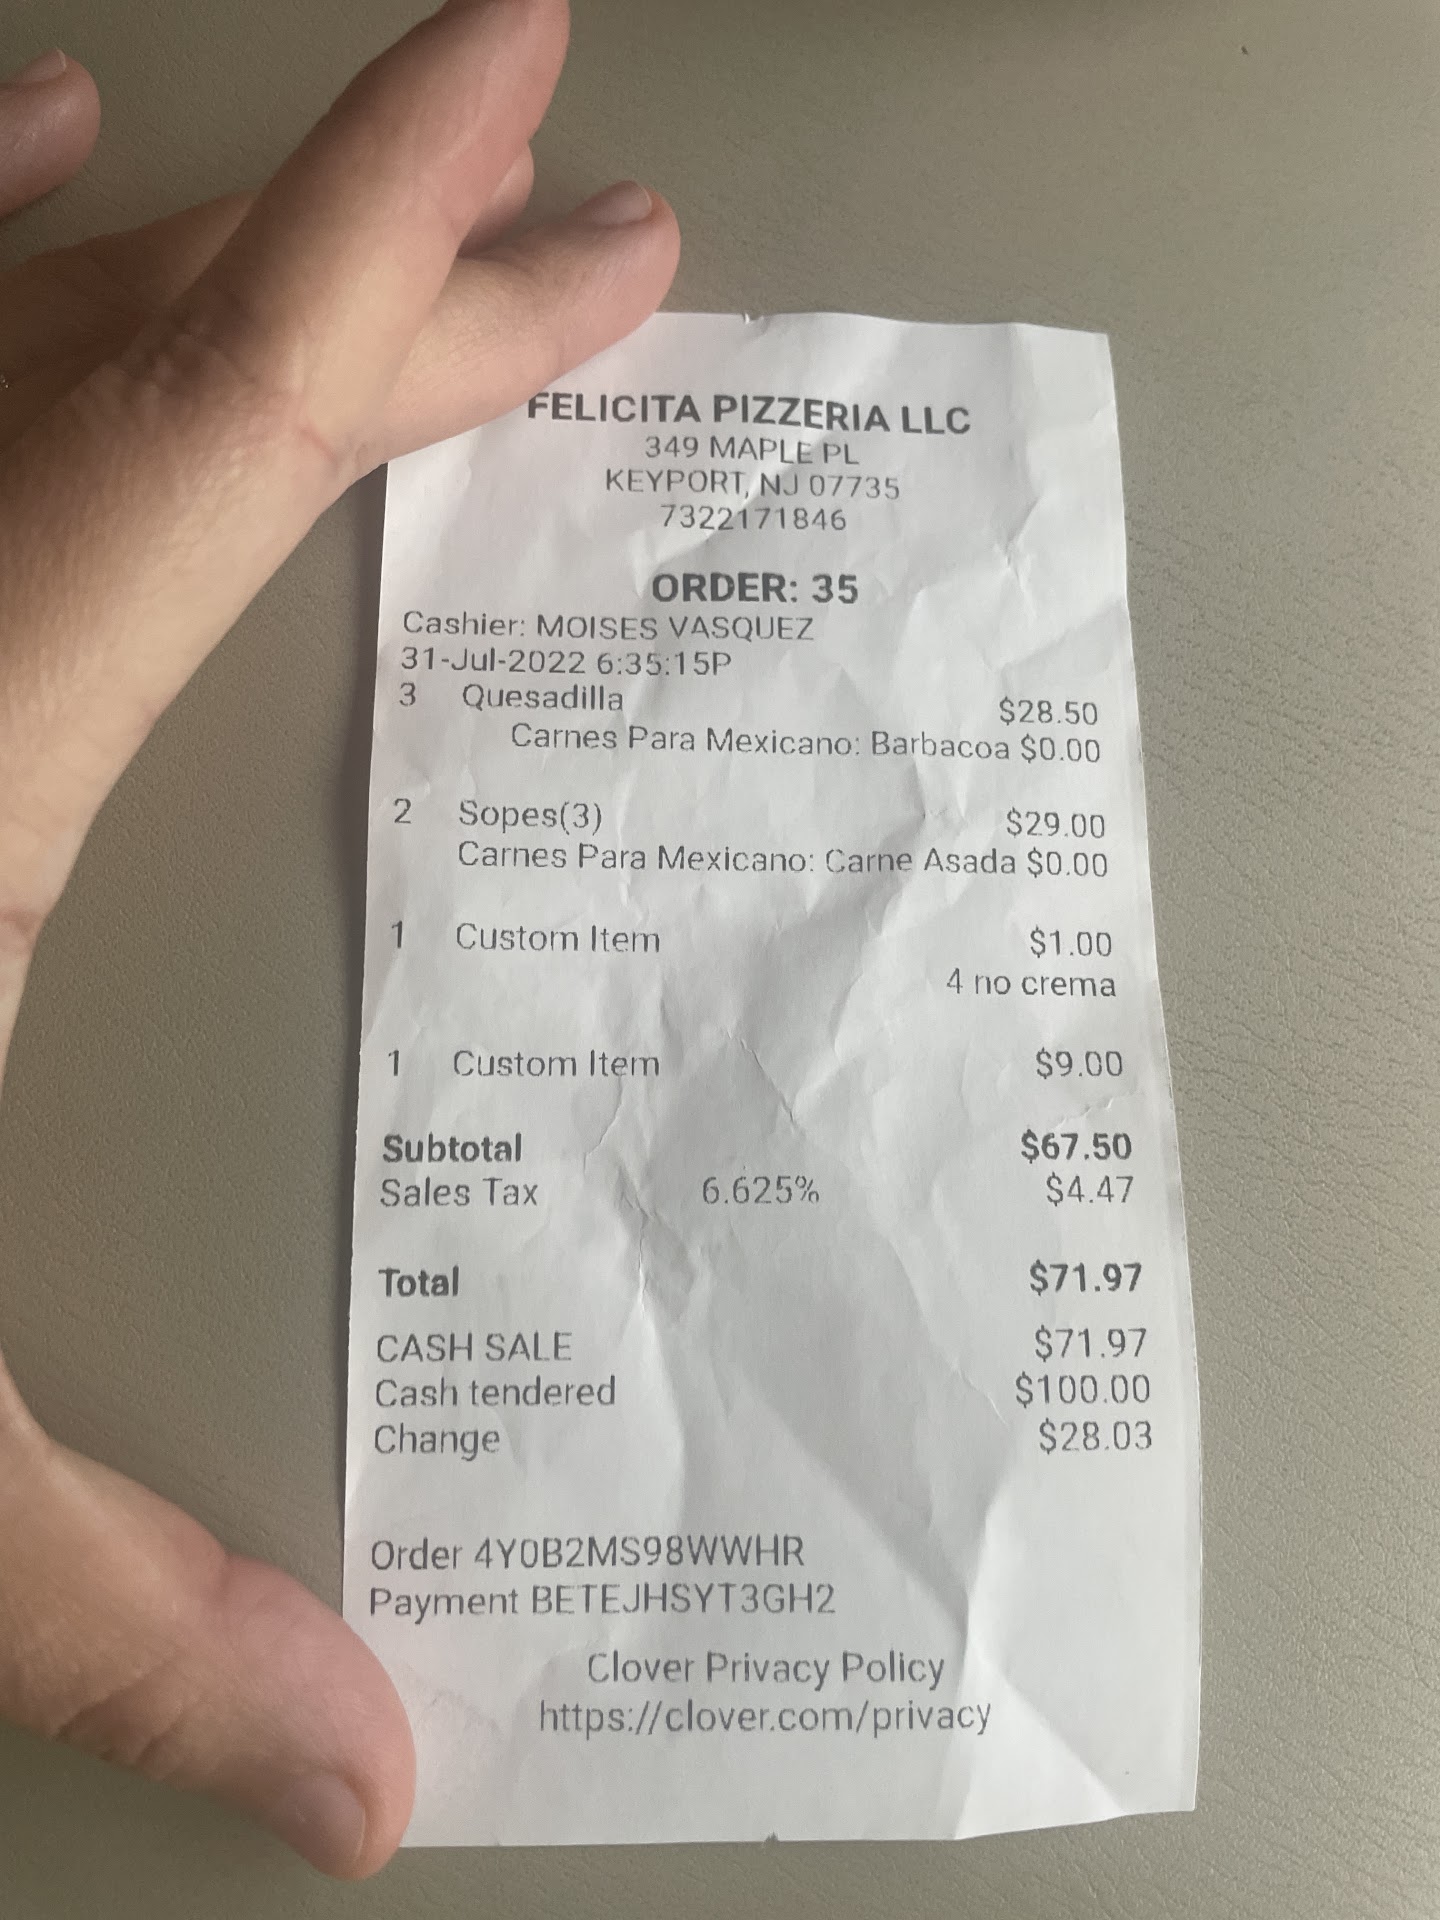 FELICITA PIZZERIA LLC
349 MAPLE PL
KEYPORT, NJ 07735
7322171846
ORDER: 35
Cashier: MOISES VASQUEZ
31-Jul-2022 6:35:15P
3 Quesadilla $28.50
Carnes Para Mexicano: Barbacoa $0.00
2 Sopes(3) $29.00
Carnes Para Mexicano: Carne Asada $0.00
1 Custom Item $1.00
4 no crema
1 Custom Item $9.00
Subtotal $67.50
Sales Tax 6.625% $4.47
Total $71.97
CASH SALE $71.97
Cash tendered $100.00
Change $28.03
Order 4Y0B2MS98WWHR
Payment BETEJHSYT3GH2
Clover Privacy Policy
https://clover.com/privacy